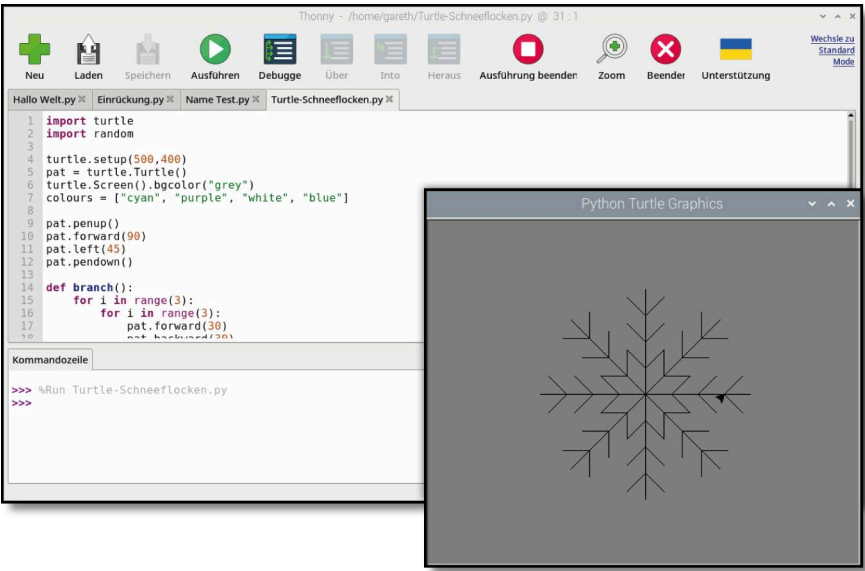 Thonny - /home/gareth/Turtle-Schneeflocken.py @ 31:1
Neu Laden Speichern Ausführen Debugge Über Into Heraus Ausführung beenden Zoom Beenden Unterstützung
Wechsle zu
Standard
Mode
Hallo Welt.py Einrückung.py Name Test.py Turtle-Schneeflocken.py
1 import turtle
2 import random
3
4 turtle.setup(500,400)
5 pat = turtle.Turtle()
6 turtle.Screen().bgcolor("grey")
7 colours = ["cyan", "purple", "white", "blue"]
8
9 pat.penup()
10 pat.forward(90)
11 pat.left(45)
12 pat.pendown()
13
14 def branch():
15 for i in range(3):
16 for i in range(3):
17 pat.forward(30)
18 pat.backward(30)
Kommandozeile
>>> %Run Turtle-Schneeflocken.py
>>>
Python Turtle Graphics